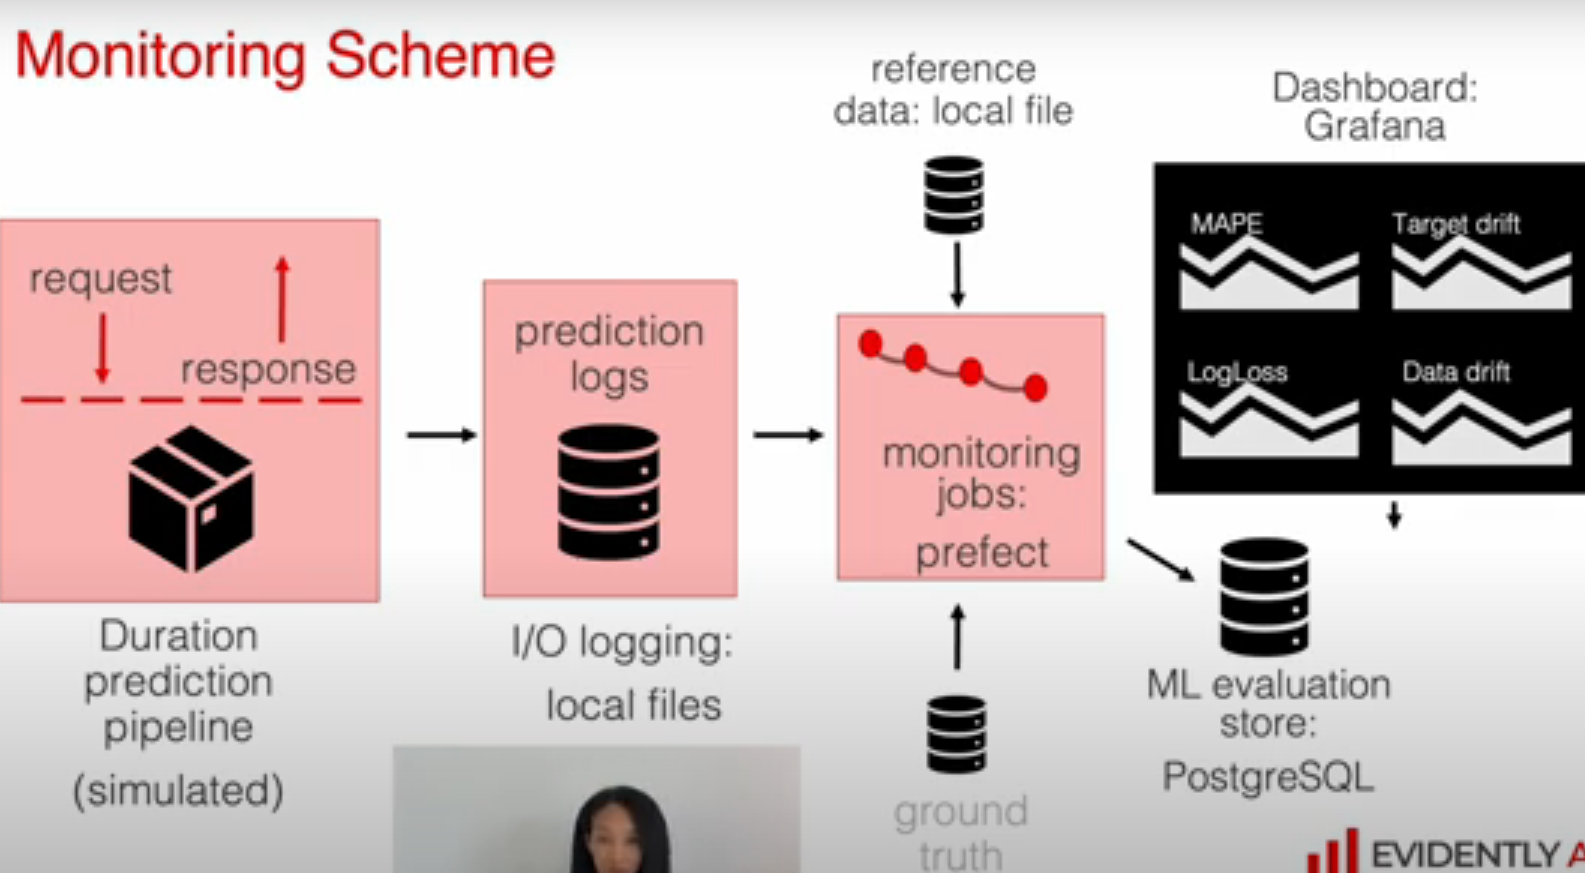 Monitoring Scheme
reference
data: local file
Dashboard:
Grafana
MAPE
Target drift
LogLoss
Data drift
request
response
prediction
logs
monitoring
jobs:
prefect
Duration
prediction
pipeline
(simulated)
I/O logging:
local files
ML evaluation
store:
PostgreSQL
ground
truth
EVIDENTLY A